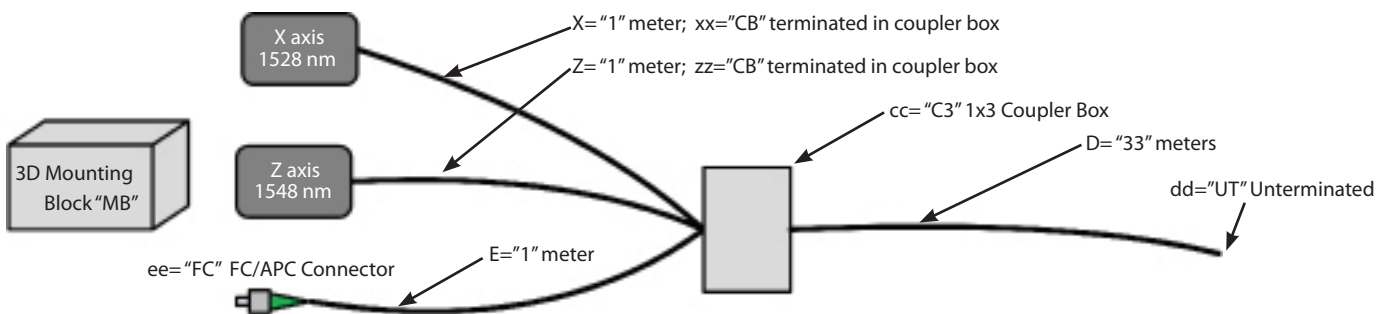 X axis
1528 nm
X= “1” meter; xx=”CB” terminated in coupler box
Z= “1” meter; zz=”CB” terminated in coupler box
cc= “C3” 1x3 Coupler Box
D= “33” meters
3D Mounting
Block “MB”
Z axis
1548 nm
dd=”UT” Unterminated
ee= “FC” FC/APC Connector
E=”1” meter